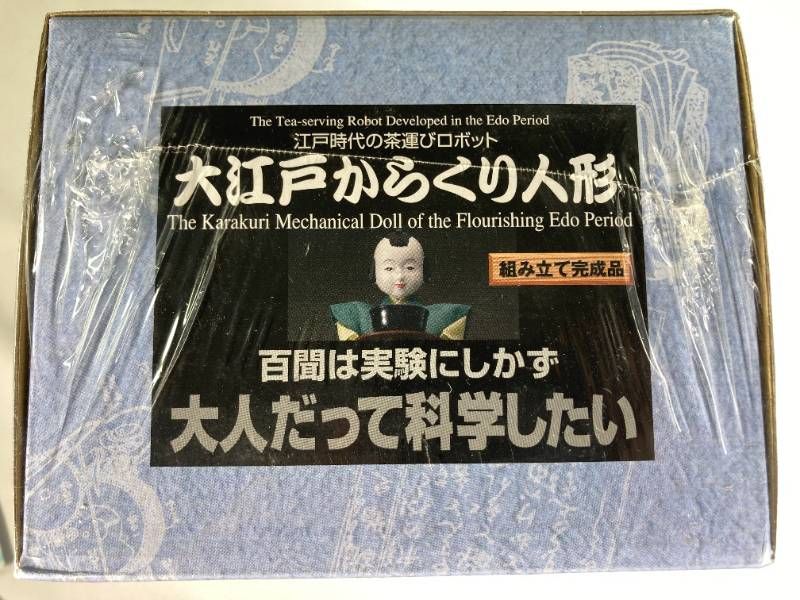 The Tea-serving Robot Developed in the Edo Period
江戸時代の茶運びロボット
大江戸からくり人形
The Karakuri Mechanical Doll of the Flourishing Edo Period
組み立て完成品
百聞は実験にしかず
大人だって科学したい